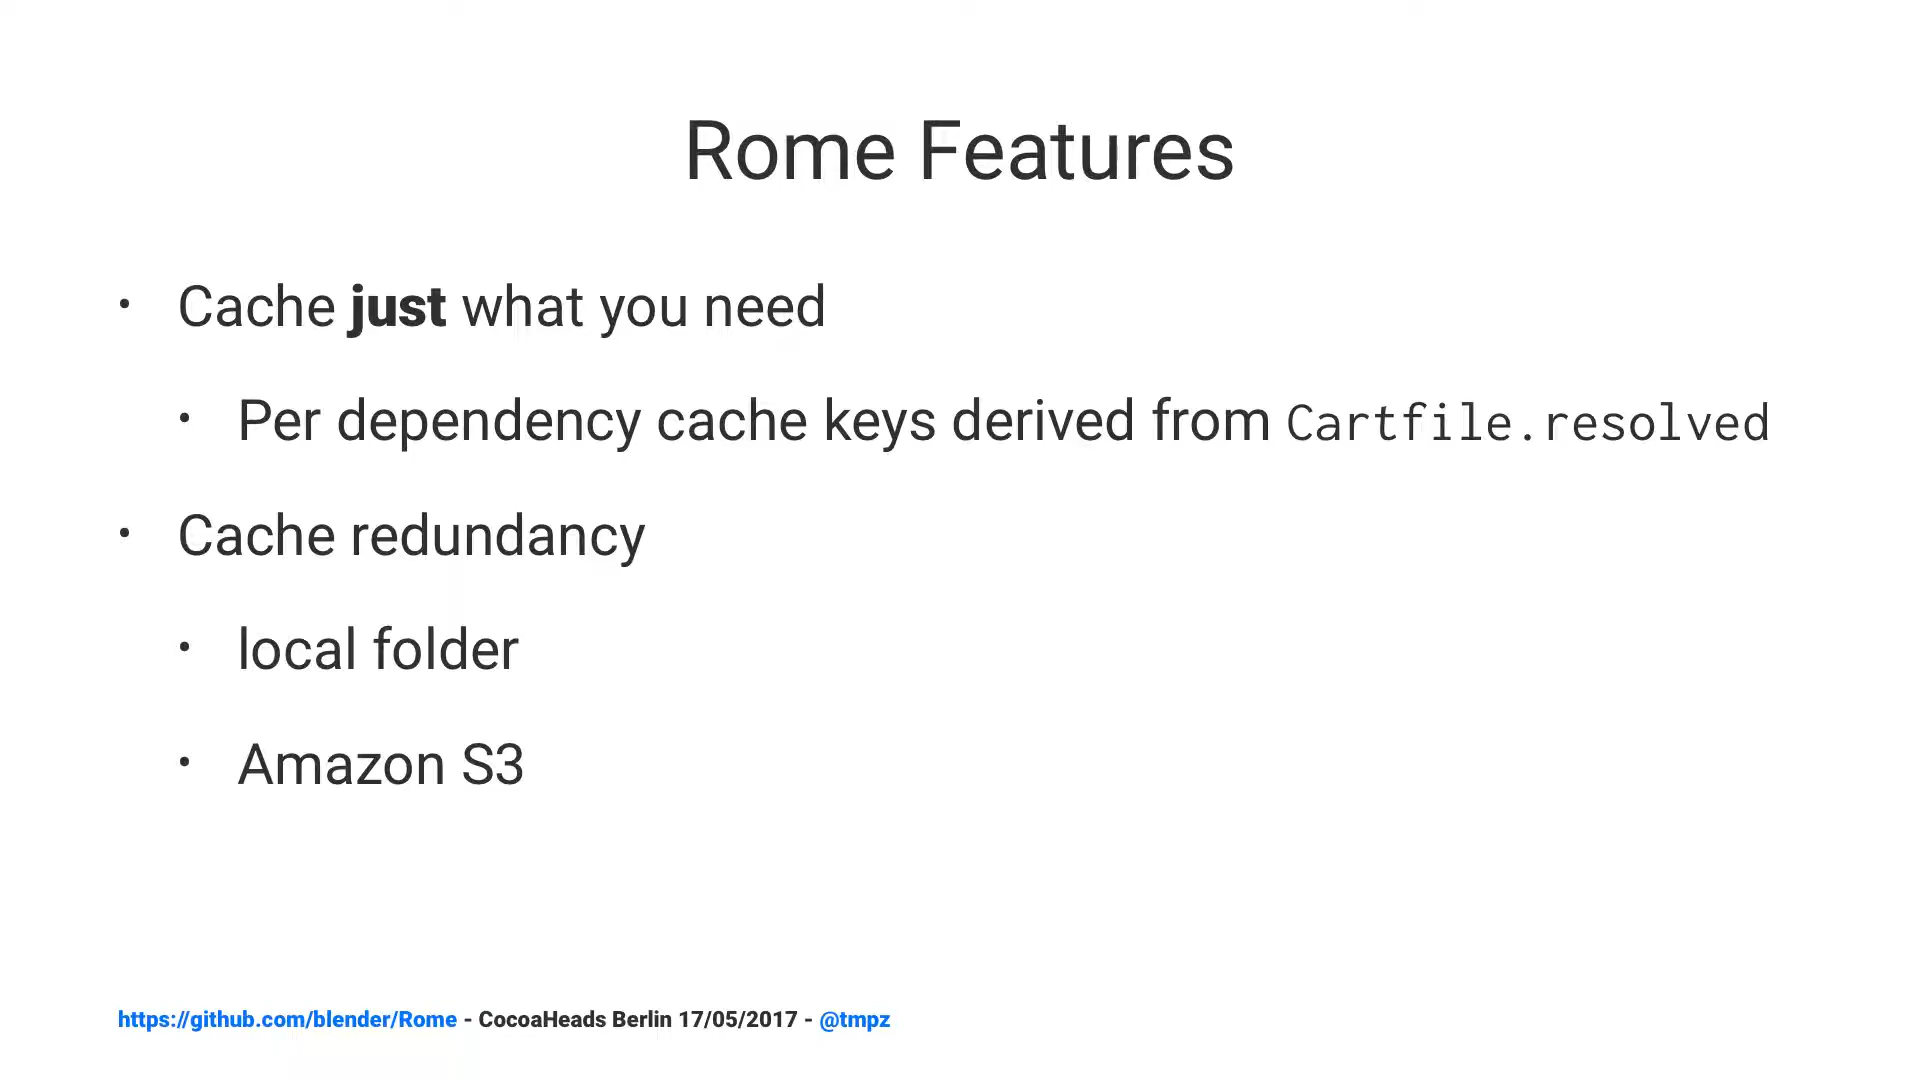 Rome Features
• Cache just what you need
• Per dependency cache keys derived from Cartfile.resolved
• Cache redundancy
• local folder
• Amazon S3
https://github.com/blender/Rome - CocoaHeads Berlin 17/05/2017 - @tmpz